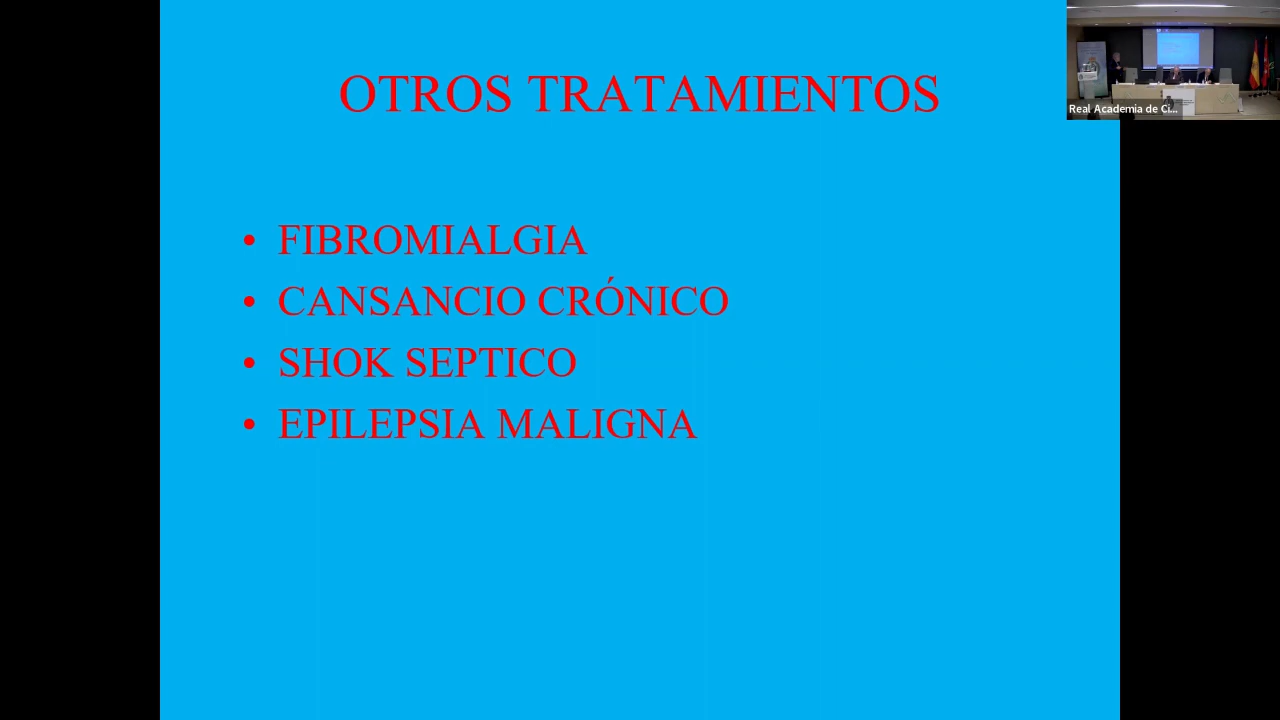 OTROS TRATAMIENTOS
Real Academia de Ci...
• FIBROMIALGIA
• CANSANCIO CRÓNICO
• SHOK SEPTICO
• EPILEPSIA MALIGNA